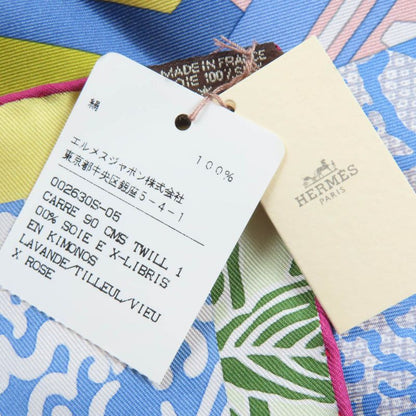 MADE IN FRANCE
SOIE 100%
絹 100%
エルメスジャポン株式会社
東京都中央区銀座5-4-1
002630S-05
CARRE 90 CMS TWILL 1
00% SOIE E X-LIBRIS
EN KIMONOS
LAVANDE/TILLEUL/VIEU
X ROSE
HERMÈS
PARIS